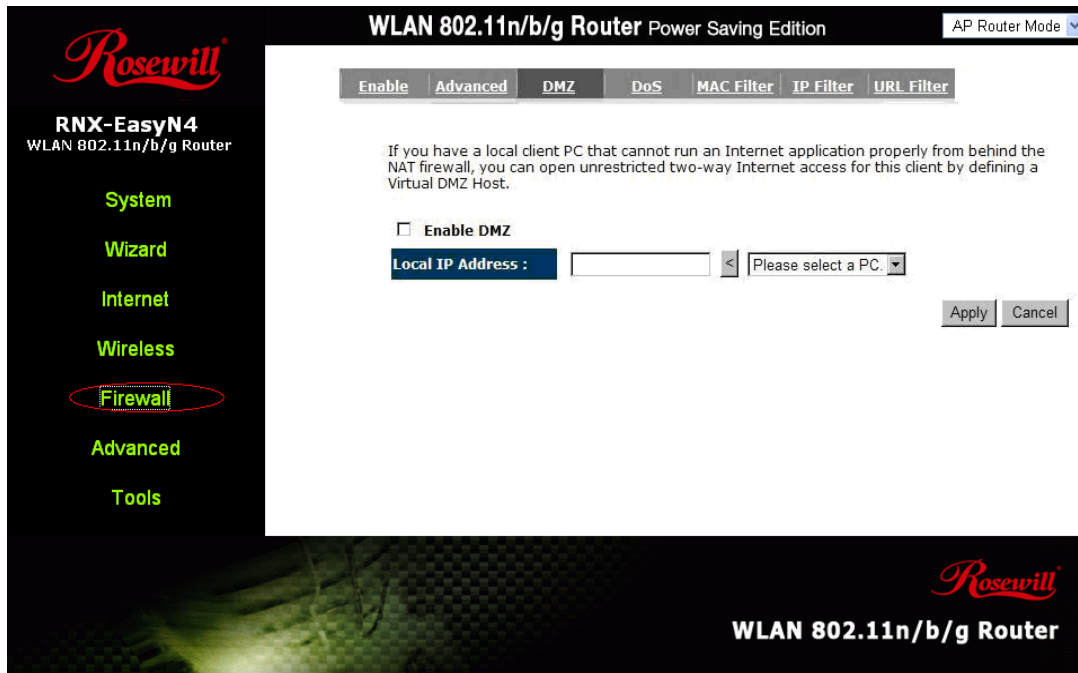 WLAN 802.11n/b/g Router Power Saving Edition
AP Router Mode
Rosewill
RNX-EasyN4
WLAN 802.11n/b/g Router
System
Wizard
Internet
Wireless
Firewall
Advanced
Tools
Enable Advanced DMZ DoS MAC Filter IP Filter URL Filter
If you have a local client PC that cannot run an Internet application properly from behind the
NAT firewall, you can open unrestricted two-way Internet access for this client by defining a
Virtual DMZ Host.
Enable DMZ
Local IP Address : < Please select a PC.
Apply Cancel
Rosewill
WLAN 802.11n/b/g Router